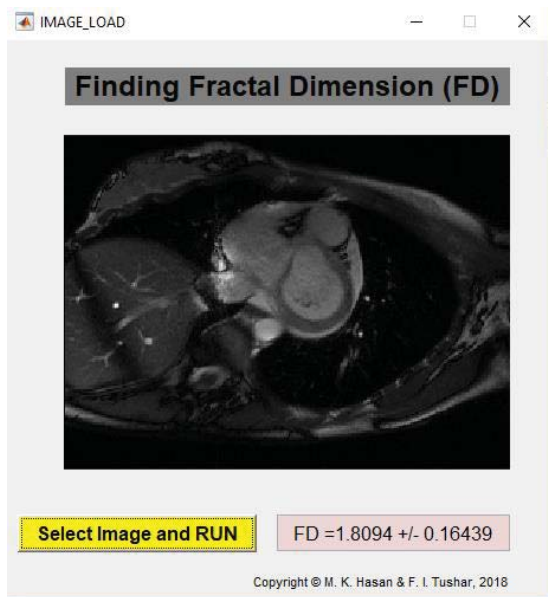 IMAGE_LOAD
Finding Fractal Dimension (FD)
Select Image and RUN
FD =1.8094 +/- 0.16439
Copyright © M. K. Hasan & F. I. Tushar, 2018